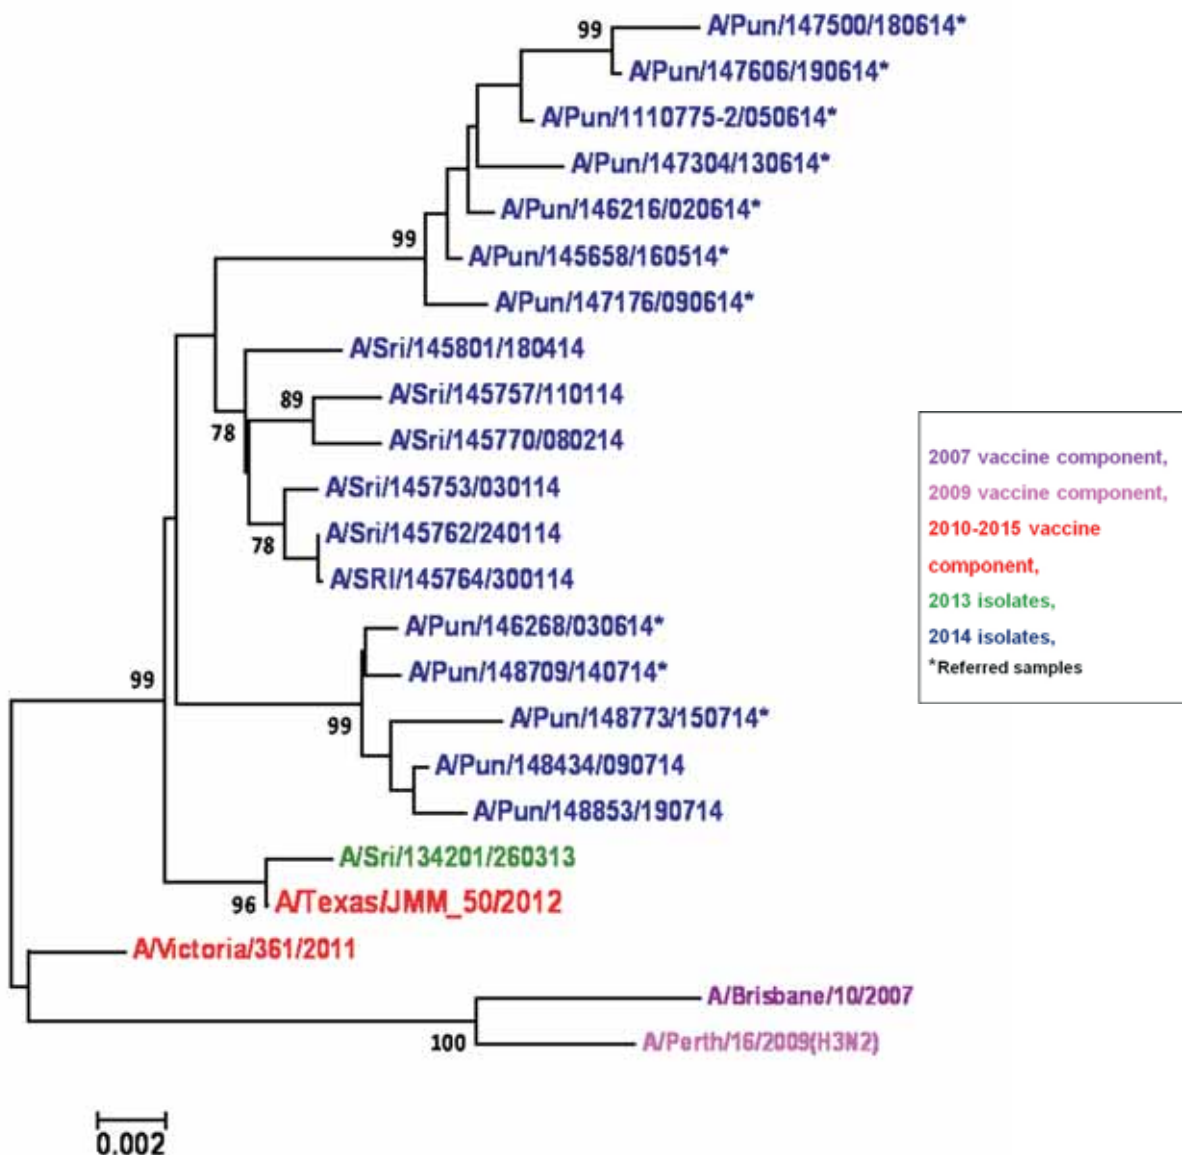 99
A/Pun/147500/180614*
A/Pun/147606/190614*
A/Pun/1110775-2/050614*
A/Pun/147304/130614*
A/Pun/146216/020614*
99
A/Pun/145658/160514*
A/Pun/147176/090614*
A/Sri/145801/180414
89
A/Sri/145757/110114
78
A/Sri/145770/080214
A/Sri/145753/030114
A/Sri/145762/240114
78
A/SRI/145764/300114
A/Pun/146268/030614*
99
A/Pun/148709/140714*
99
A/Pun/148773/150714*
A/Pun/148434/090714
A/Pun/148853/190714
A/Sri/134201/260313
96
A/Texas/JMM_50/2012
A/Victoria/361/2011
A/Brisbane/10/2007
100
A/Perth/16/2009(H3N2)
0.002
2007 vaccine component,
2009 vaccine component,
2010-2015 vaccine
component,
2013 isolates,
2014 isolates,
*Referred samples